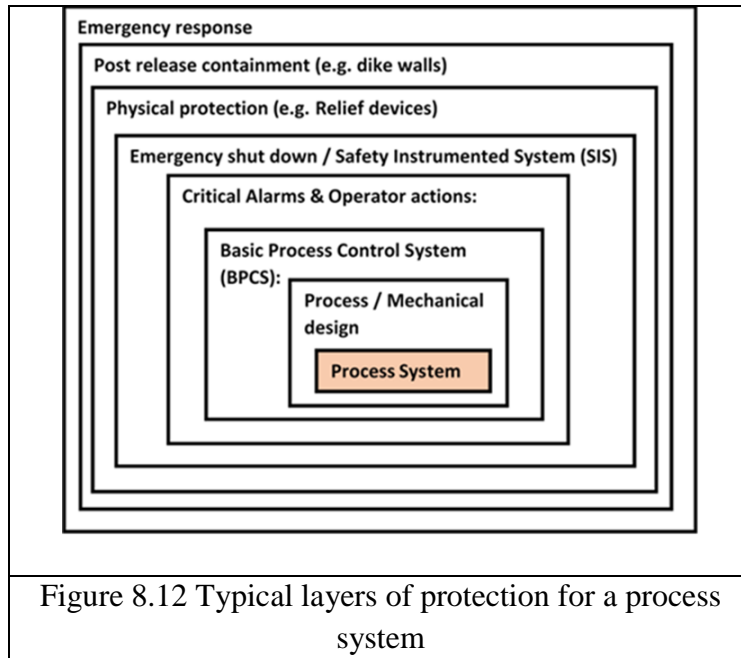 Emergency response
Post release containment (e.g. dike walls)
Physical protection (e.g. Relief devices)
Emergency shut down / Safety Instrumented System (SIS)
Critical Alarms & Operator actions:
Basic Process Control System
(BPCS):
Process / Mechanical
design
Process System
Figure 8.12 Typical layers of protection for a process
system